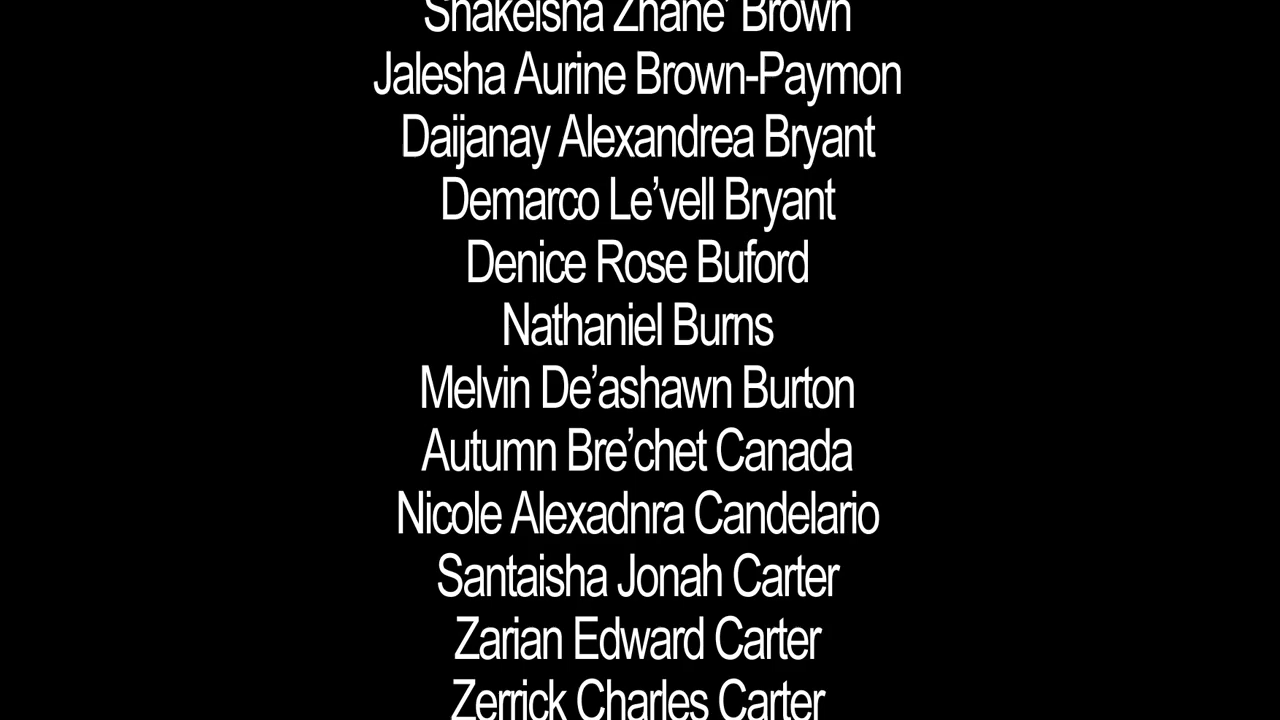 Shakeisha Zhane’ Brown
Jalesha Aurine Brown-Paymon
Daijanay Alexandrea Bryant
Demarco Le’vell Bryant
Denice Rose Buford
Nathaniel Burns
Melvin De’ashawn Burton
Autumn Bre’chet Canada
Nicole Alexadnra Candelario
Santaisha Jonah Carter
Zarian Edward Carter
Zerrick Charles Carter